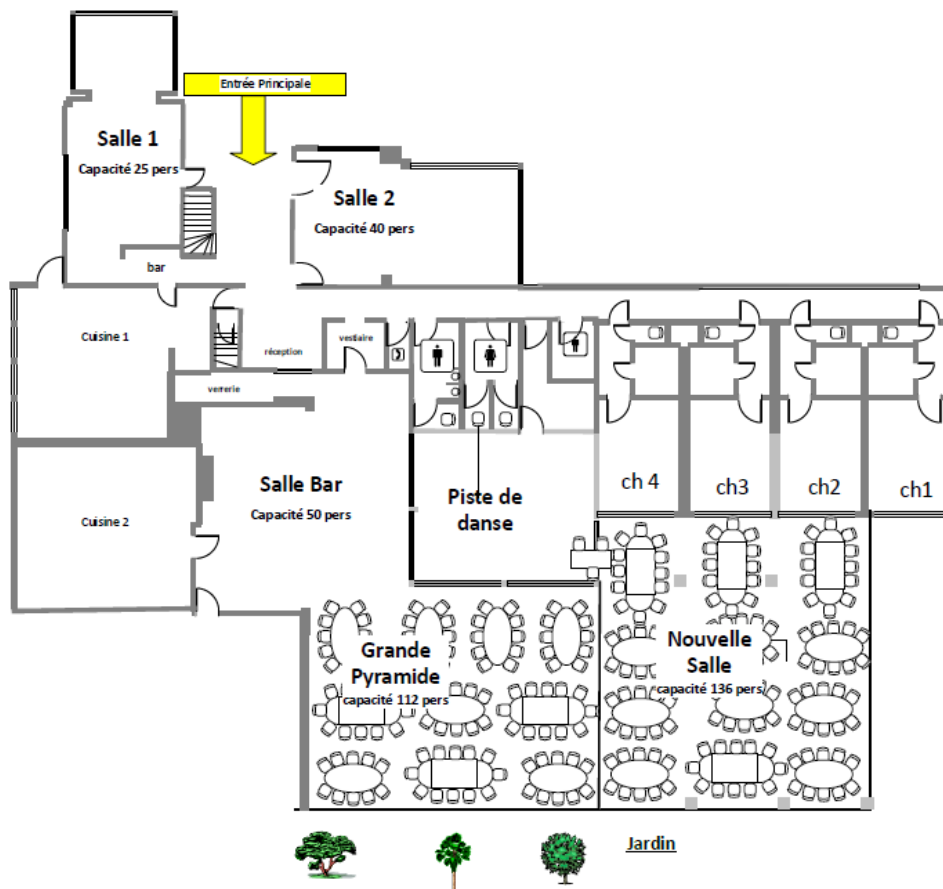 Entrée Principale
Salle 1
Capacité 25 pers
Salle 2
Capacité 40 pers
bar
Cuisine 1
réception
vestiaire
verrerie
Salle Bar
Capacité 50 pers
Cuisine 2
Piste de
danse
ch 4
ch3
ch2
ch1
Grande
Pyramide
capacité 112 pers
Nouvelle
Salle
capacité 136 pers
Jardin